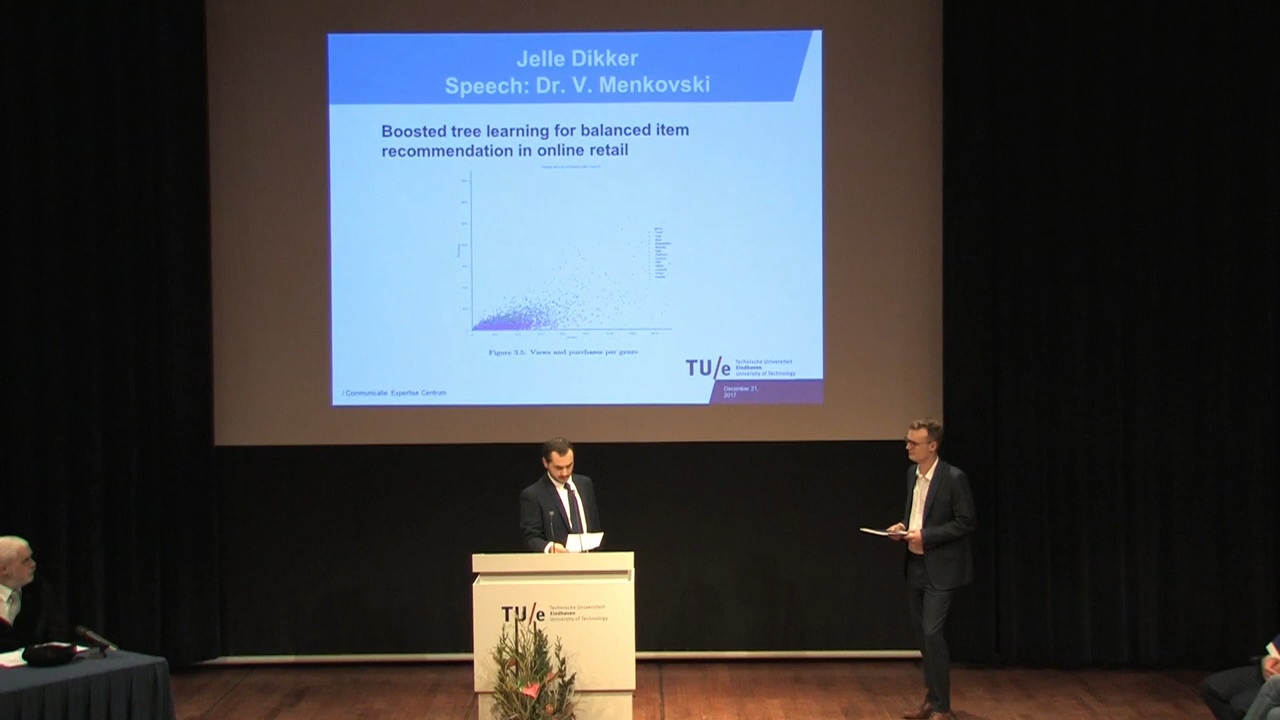 Jelle Dikker
Speech: Dr. V. Menkovski
Boosted tree learning for balanced item
recommendation in online retail
Figure 3.5: Views and purchases per genre
TU/e Technische Universiteit
Eindhoven
University of Technology
/ Communicatie Expertise Centrum
December 21,
2017
TU/e Technische Universiteit
Eindhoven
University of Technology